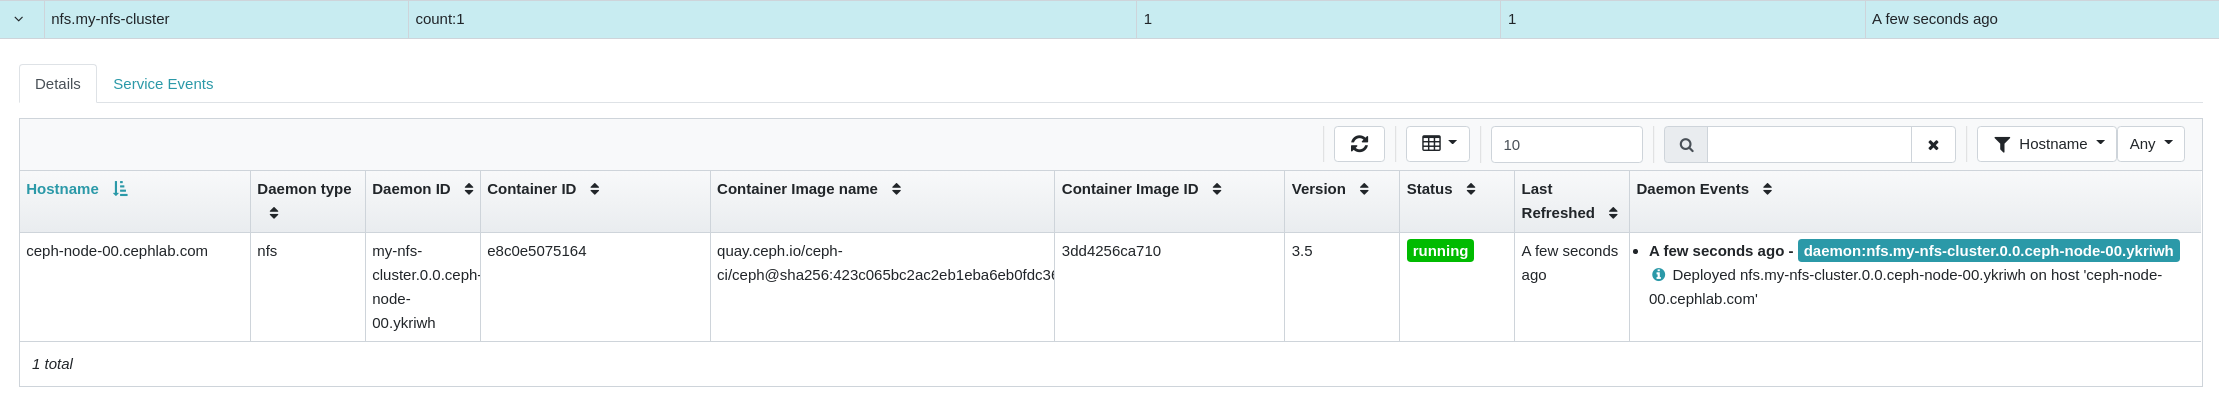 nfs.my-nfs-cluster count:1 1 1 A few seconds ago
Details Service Events
10 Hostname Any
Hostname Daemon type Daemon ID Container ID Container Image name Container Image ID Version Status Last Refreshed Daemon Events
ceph-node-00.cephlab.com nfs my-nfs-cluster.0.0.ceph-node-00.ykriwh e8c0e5075164 quay.ceph.io/ceph-ci/ceph@sha256:423c065bc2ac2eb1eba6eb0fdc36 3dd4256ca710 3.5 running A few seconds ago A few seconds ago - daemon:nfs.my-nfs-cluster.0.0.ceph-node-00.ykriwh
Deployed nfs.my-nfs-cluster.0.0.ceph-node-00.ykriwh on host 'ceph-node-00.cephlab.com'
1 total